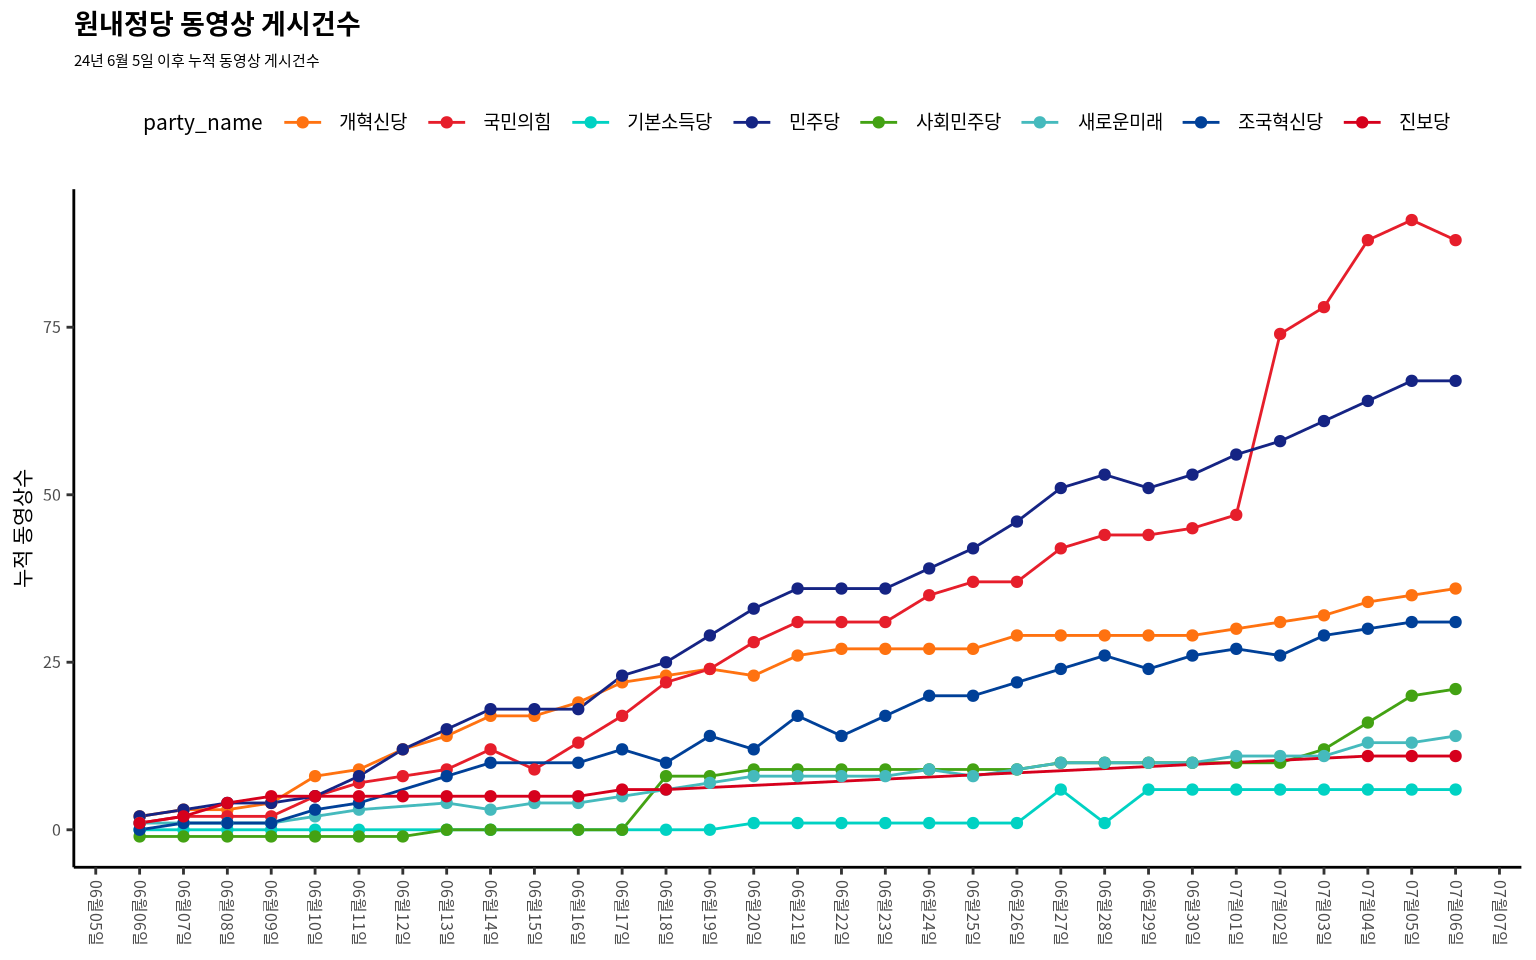 원내정당 동영상 게시건수
24년 6월 5일 이후 누적 동영상 게시건수
party_name 개혁신당 국민의힘 기본소득당 민주당 사회민주당 새로운미래 조국혁신당 진보당
누적 동영상수
75
50
25
0
06월05일 06월06일 06월07일 06월08일 06월09일 06월10일 06월11일 06월12일 06월13일 06월14일 06월15일 06월16일 06월17일 06월18일 06월19일 06월20일 06월21일 06월22일 06월23일 06월24일 06월25일 06월26일 06월27일 06월28일 06월29일 06월30일 07월01일 07월02일 07월03일 07월04일 07월05일 07월06일 07월07일